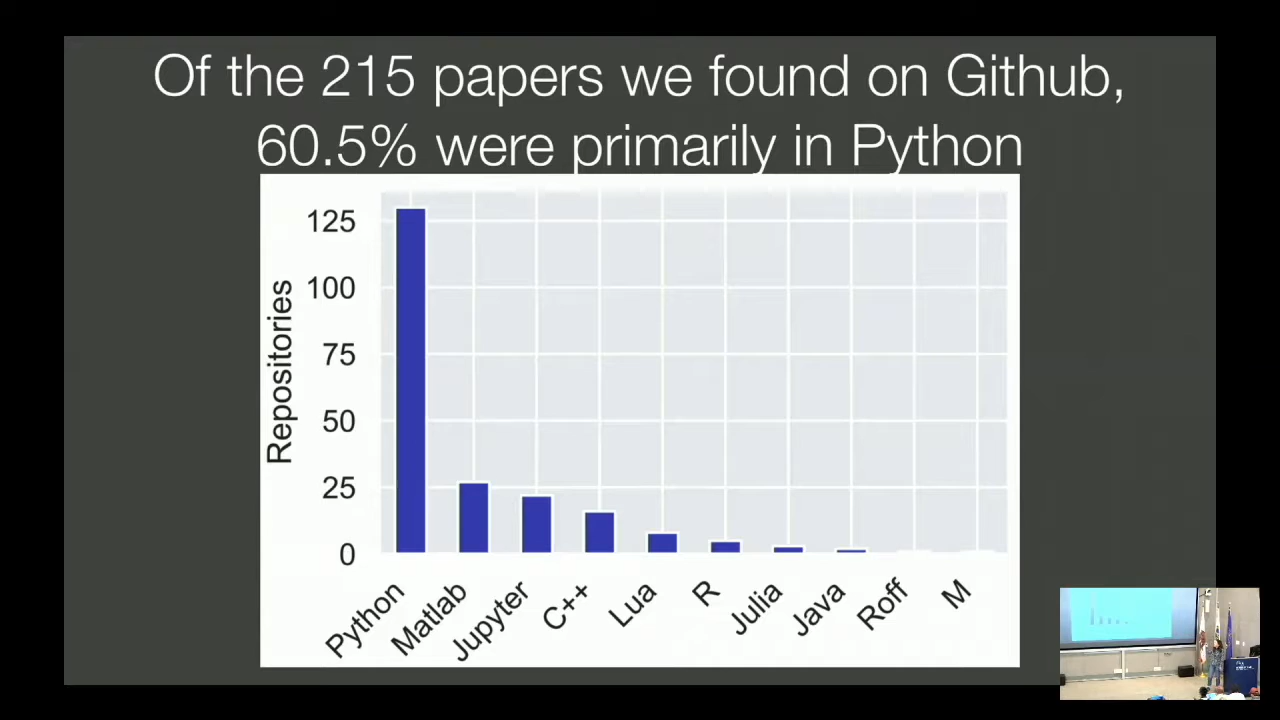 Of the 215 papers we found on Github,
60.5% were primarily in Python
Repositories
125
100
75
50
25
0
Python
Matlab
Jupyter
C++
Lua
R
Julia
Java
Roff
M